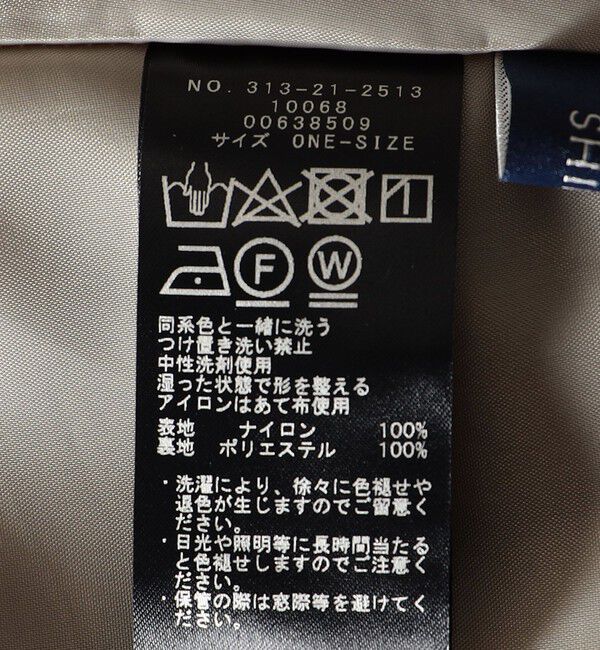 NO. 313-21-2513
10068
00638509
サイズ ONE-SIZE
F W
同系色と一緒に洗う
つけ置き洗い禁止
中性洗剤使用
湿った状態で形を整える
アイロンはあて布使用
表地 ナイロン 100%
裏地 ポリエステル 100%
・洗濯により、徐々に色褪せや
退色が生じますのでご留意く
ださい。
・日光や照明等に長時間当たる
と色褪せしますのでご注意く
ださい。
・保管の際は窓際等を避けてく
ださい。
SHI